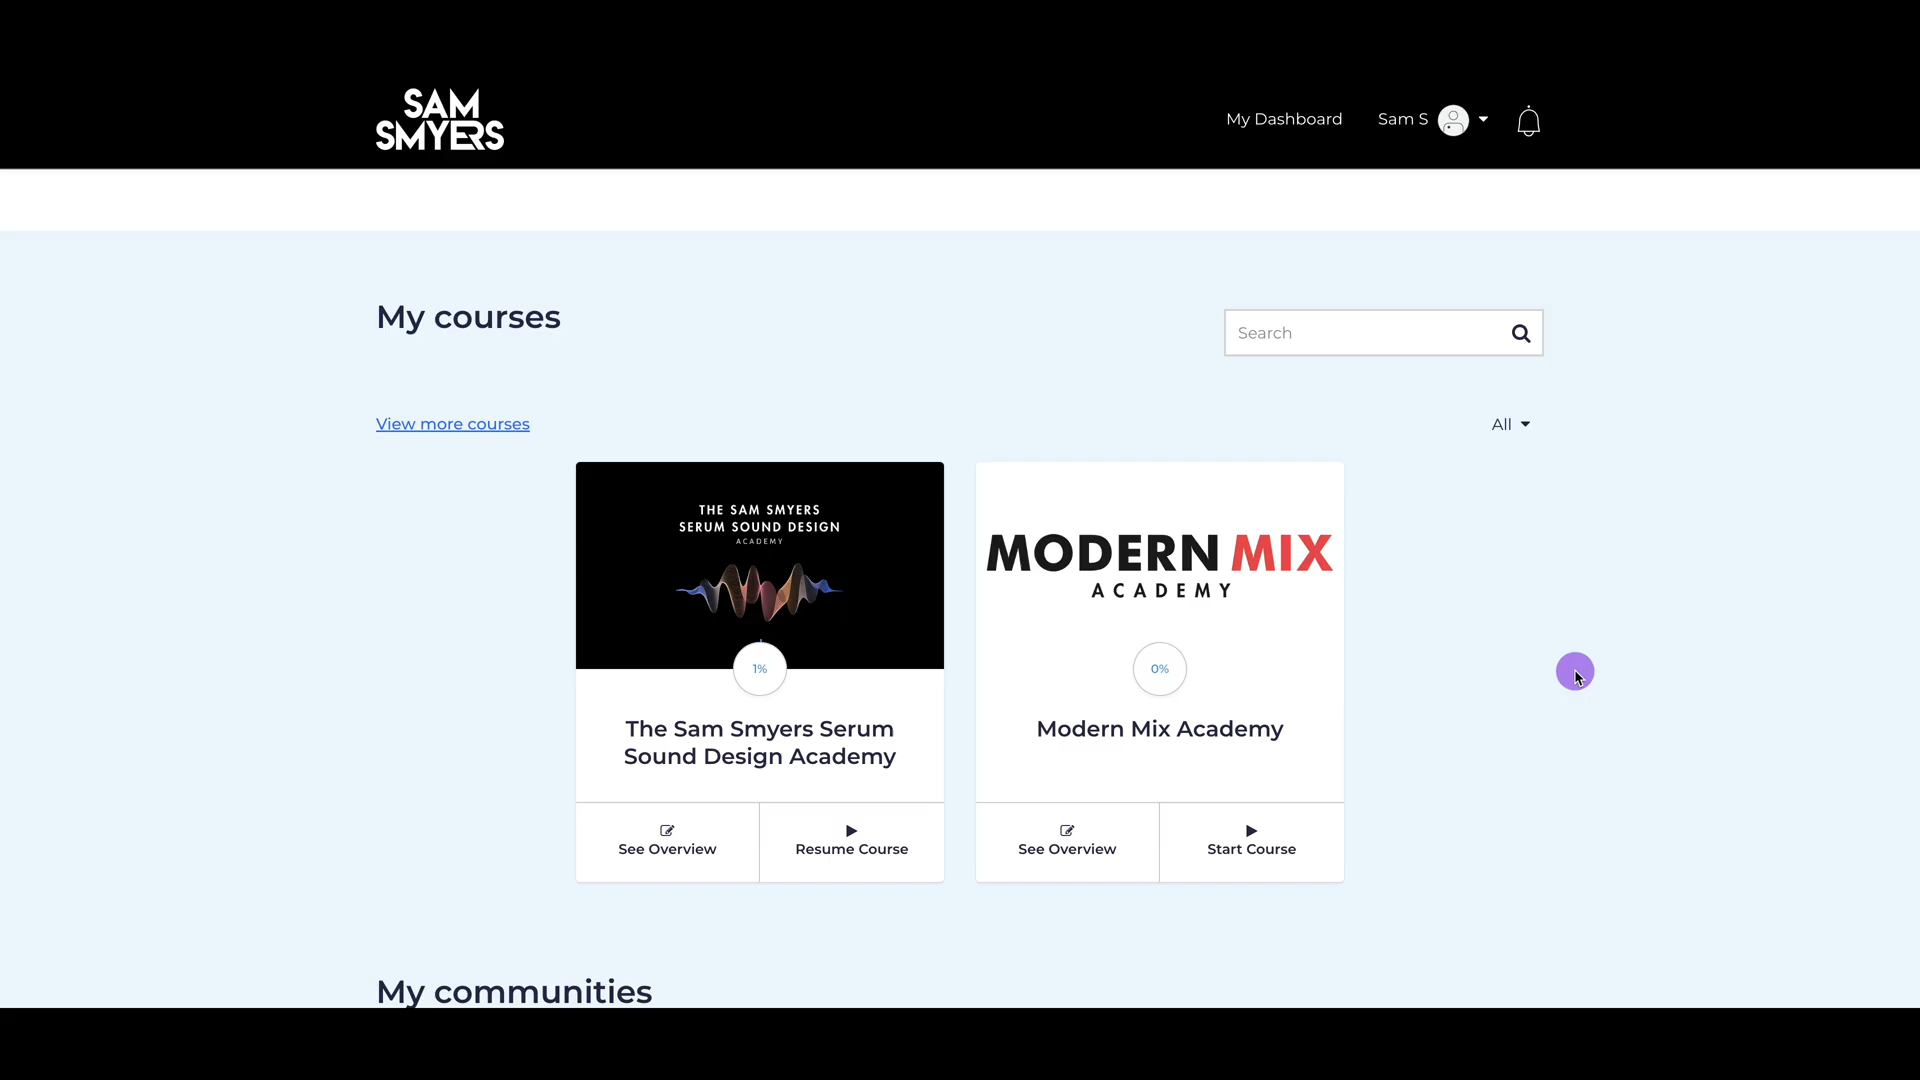 SAM
SMYERS
My Dashboard
Sam S
My courses
Search
View more courses
All
THE SAM SMYERS
SERUM SOUND DESIGN
ACADEMY
1%
The Sam Smyers Serum
Sound Design Academy
See Overview
Resume Course
MODERN MIX
ACADEMY
0%
Modern Mix Academy
See Overview
Start Course
My communities